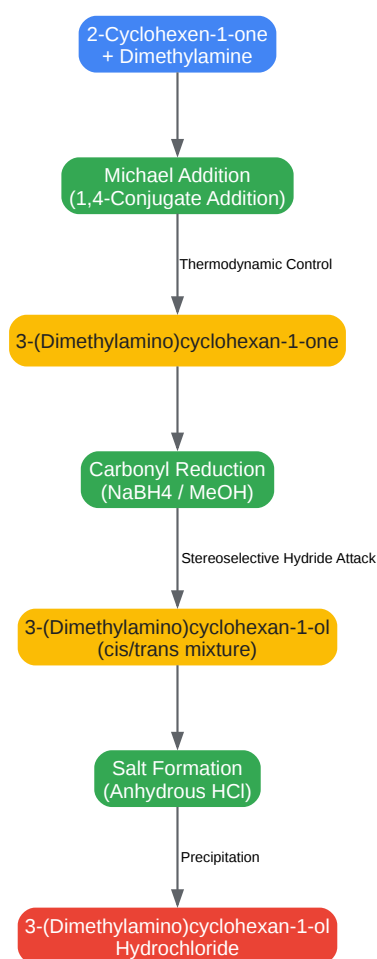 2-Cyclohexen-1-one
+ Dimethylamine
Michael Addition
(1,4-Conjugate Addition)
Thermodynamic Control
3-(Dimethylamino)cyclohexan-1-one
Carbonyl Reduction
(NaBH4 / MeOH)
Stereoselective Hydride Attack
3-(Dimethylamino)cyclohexan-1-ol
(cis/trans mixture)
Salt Formation
(Anhydrous HCl)
Precipitation
3-(Dimethylamino)cyclohexan-1-ol
Hydrochloride